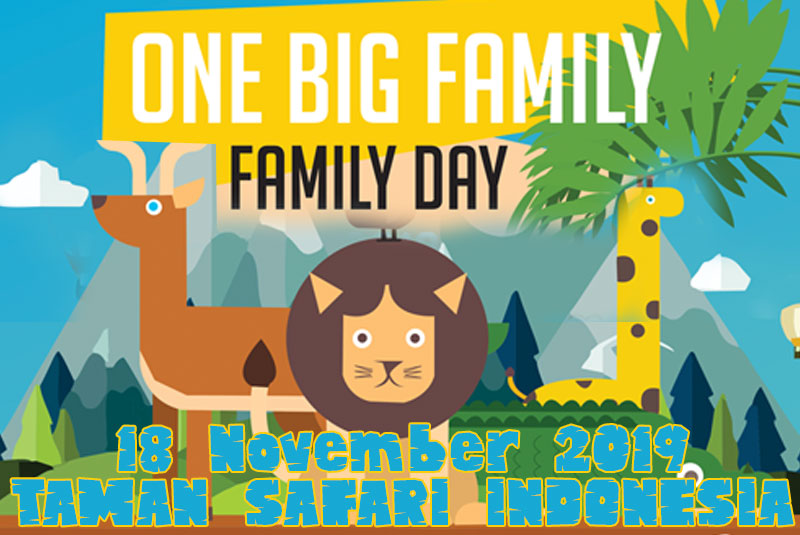 ONE BIG FAMILY
FAMILY DAY
18 November 2019
TAMAN SAFARI INDONESIA